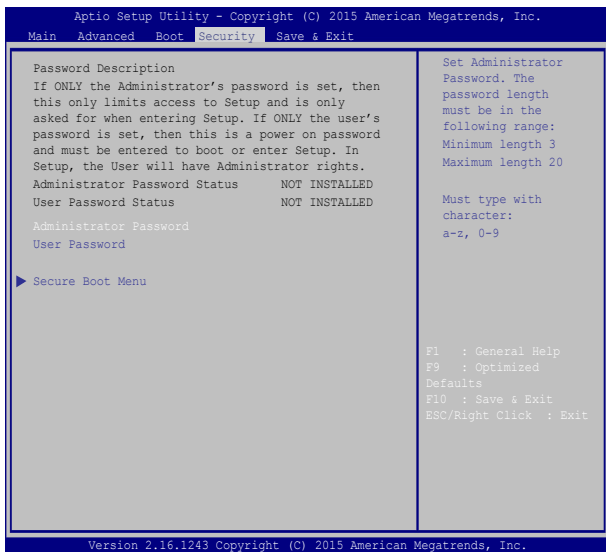 Aptio Setup Utility - Copyright (C) 2015 American Megatrends, Inc.
Main Advanced Boot Security Save & Exit
Password Description
If ONLY the Administrator's password is set, then
this only limits access to Setup and is only
asked for when entering Setup. If ONLY the user's
password is set, then this is a power on password
and must be entered to boot or enter Setup. In
Setup, the User will have Administrator rights.
Administrator Password Status NOT INSTALLED
User Password Status NOT INSTALLED
Administrator Password
User Password
Secure Boot Menu
Set Administrator
Password. The
password length
must be in the
following range:
Minimum length 3
Maximum length 20
Must type with
character:
a-z, 0-9
F1 : General Help
F9 : Optimized
Defaults
F10 : Save & Exit
ESC/Right Click : Exit
Version 2.16.1243 Copyright (C) 2015 American Megatrends, Inc.